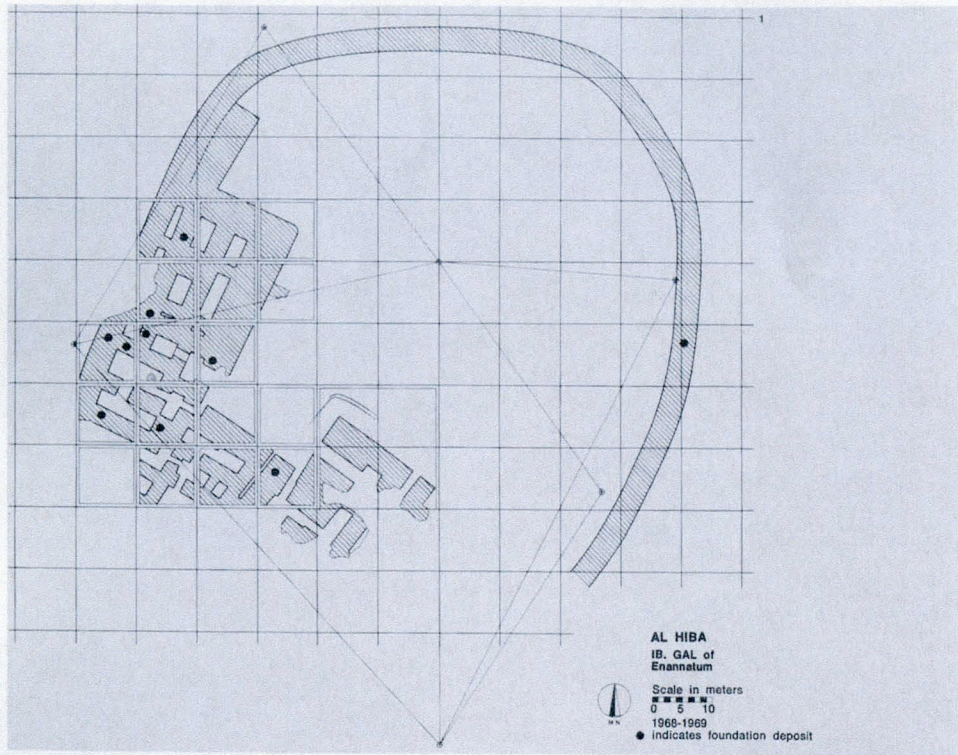 1
AL HIBA
IB. GAL of
Enannatum
Scale in meters
0 5 10
M N
1968-1969
● indicates foundation deposit